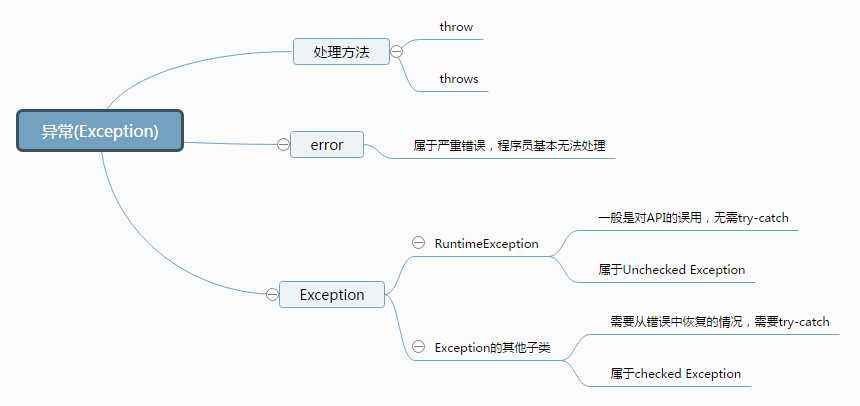 throw
处理方法
throws
异常(Exception)
error
属于严重错误，程序员基本无法处理
一般是对API的误用，无需try-catch
RuntimeException
属于Unchecked Exception
Exception
需要从错误中恢复的情况，需要try-catch
Exception的其他子类
属于checked Exception